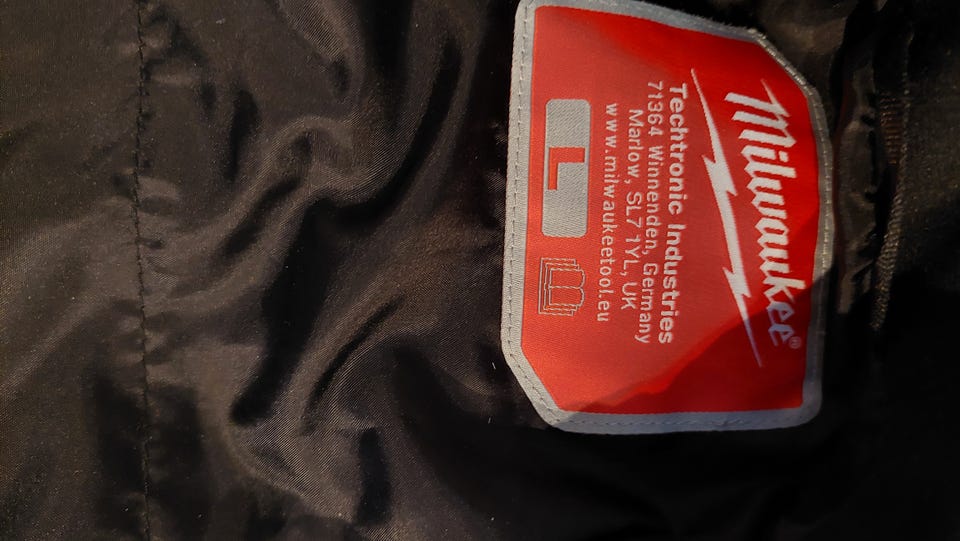 Milwaukee®
Techtronic Industries
71364 Winnenden, Germany
Marlow, SL7 1YL, UK
www.milwaukeetool.eu
L